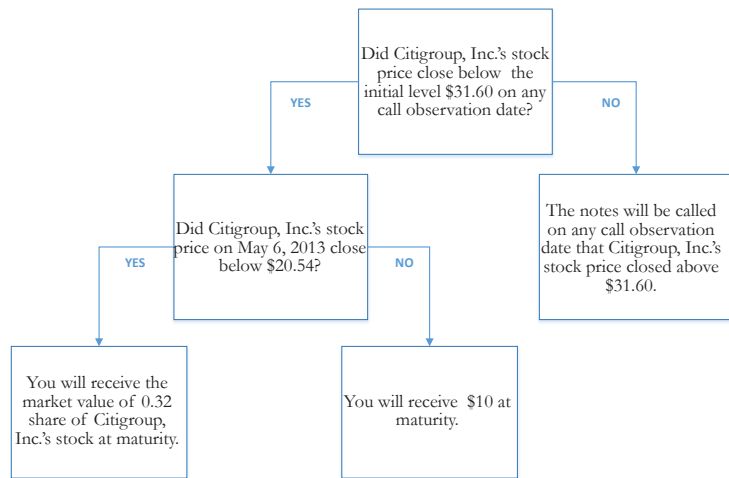 Did Citigroup, Inc.'s stock
price close below the
initial level $31.60 on any
call observation date?
YES
NO
Did Citigroup, Inc.'s stock
price on May 6, 2013 close
below $20.54?
The notes will be called
on any call observation
date that Citigroup, Inc.'s
stock price closed above
$31.60.
YES
NO
You will receive the
market value of 0.32
share of Citigroup,
Inc.'s stock at maturity.
You will receive $10 at
maturity.